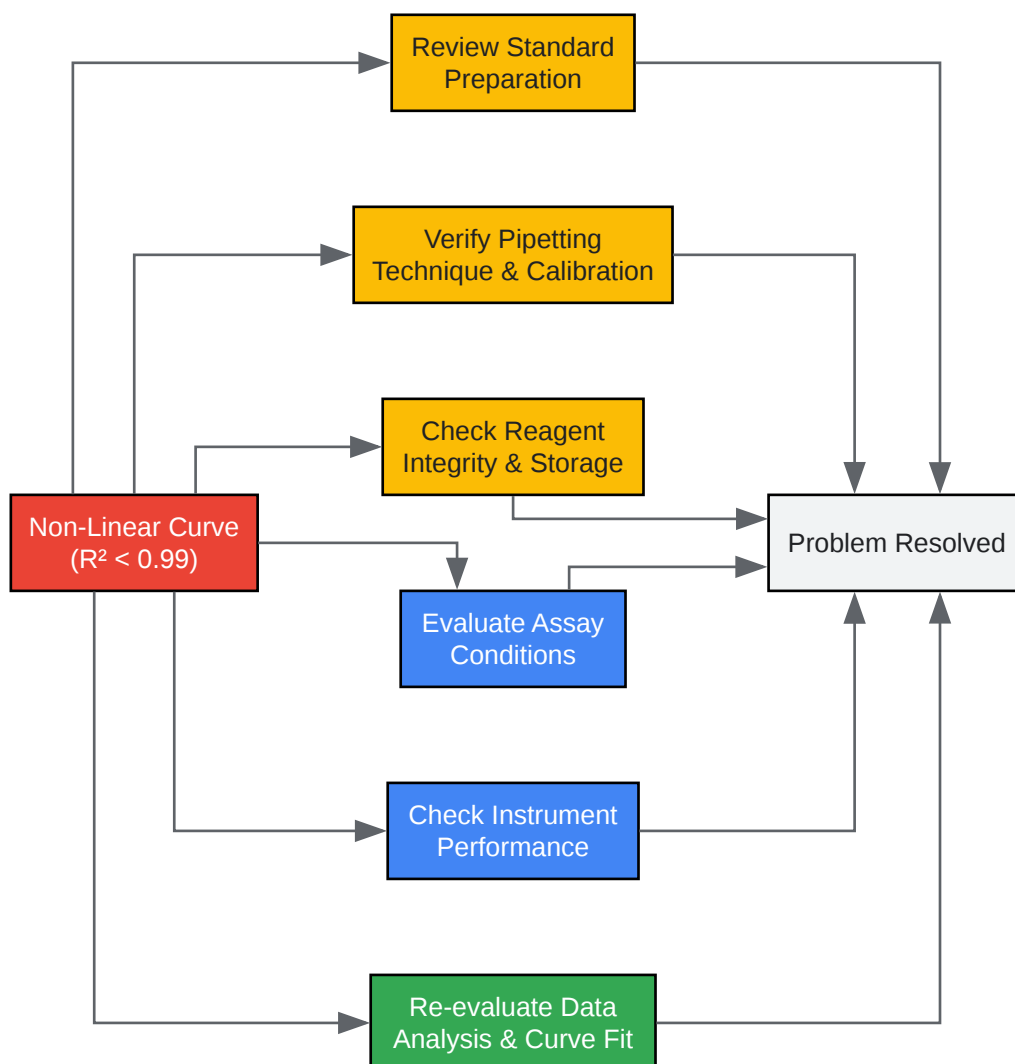 Review Standard
Preparation
Verify Pipetting
Technique & Calibration
Check Reagent
Integrity & Storage
Non-Linear Curve
(R² < 0.99)
Problem Resolved
Evaluate Assay
Conditions
Check Instrument
Performance
Re-evaluate Data
Analysis & Curve Fit